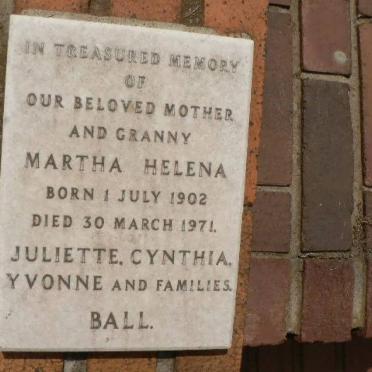 IN TREASURED MEMORY
OF
OUR BELOVED MOTHER
AND GRANNY
MARTHA HELENA
BORN 1 JULY 1902
DIED 30 MARCH 1971.
JULIETTE. CYNTHIA.
YVONNE AND FAMILIES.
BALL.